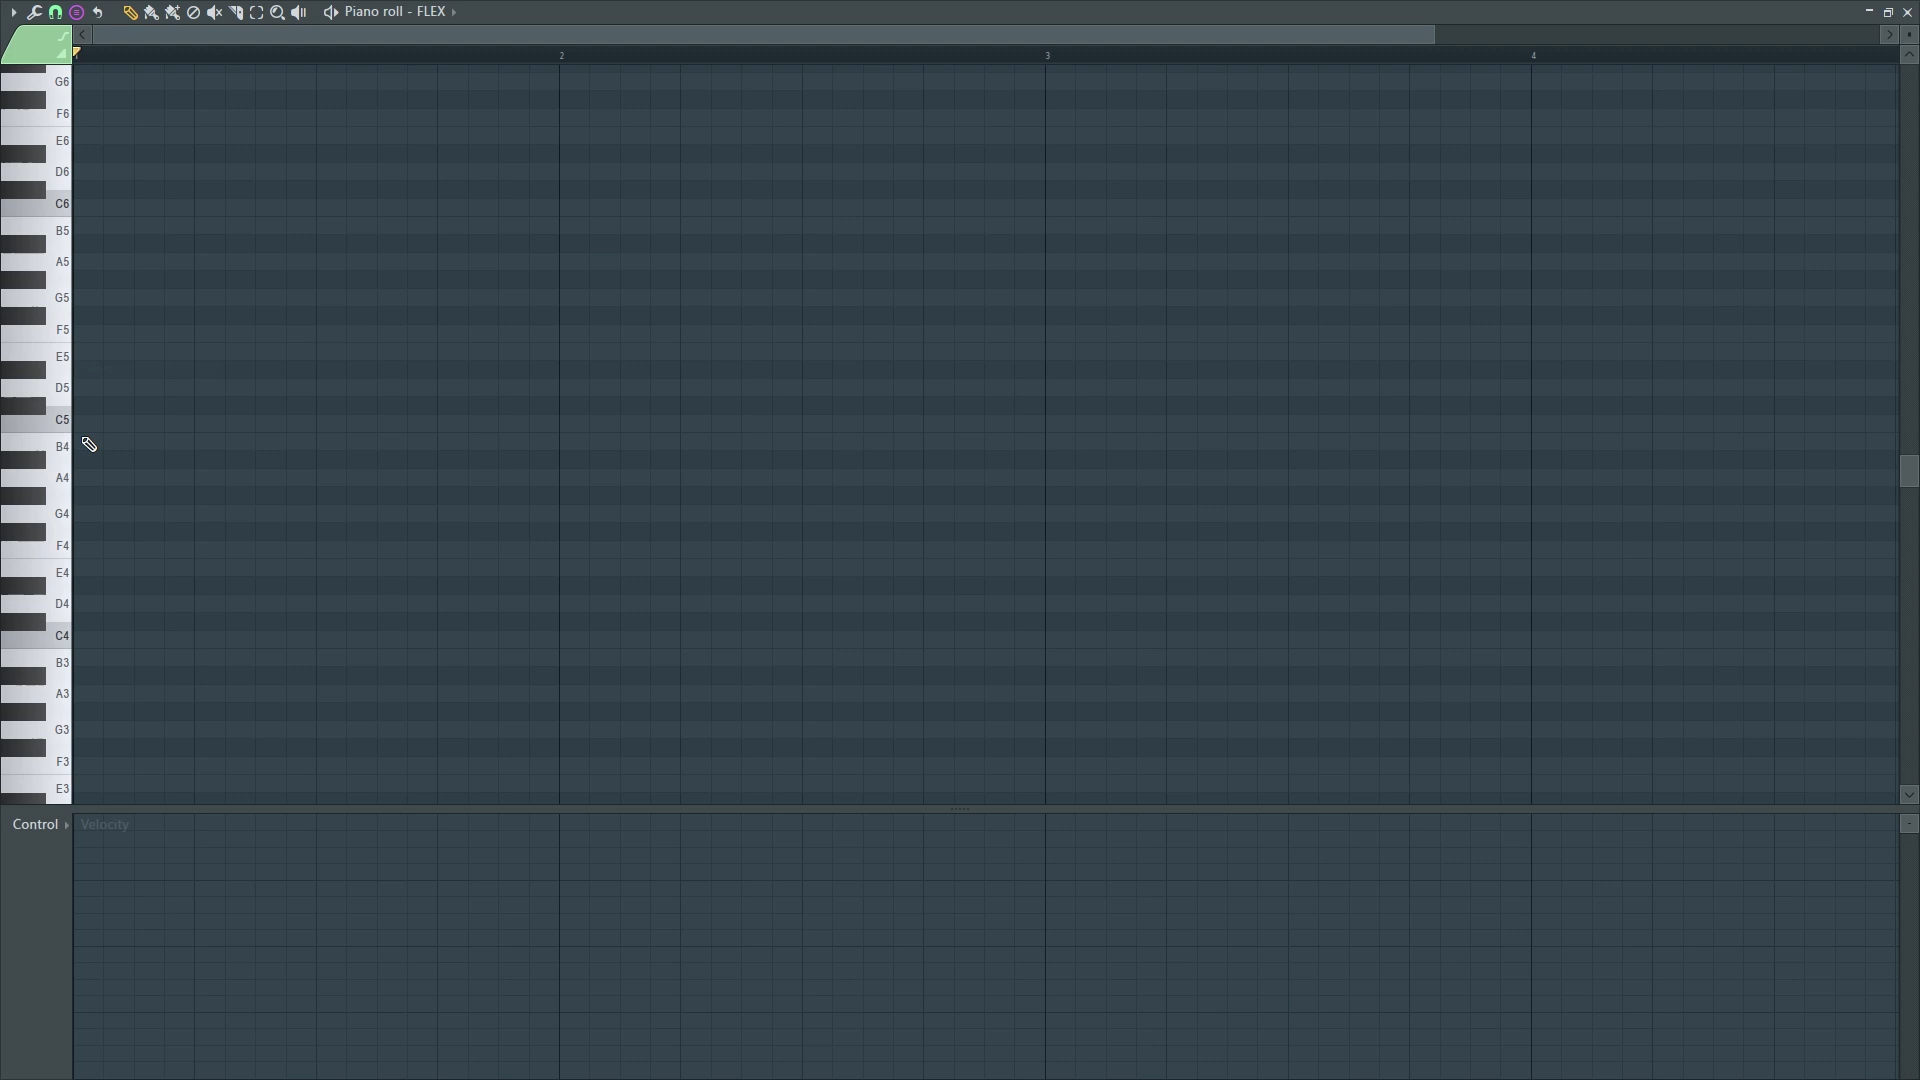 Piano roll - FLEX
2 3 4
G6
F6
E6
D6
C6
B5
A5
G5
F5
E5
D5
C5
B4
A4
G4
F4
E4
D4
C4
B3
A3
G3
F3
E3
Control Velocity